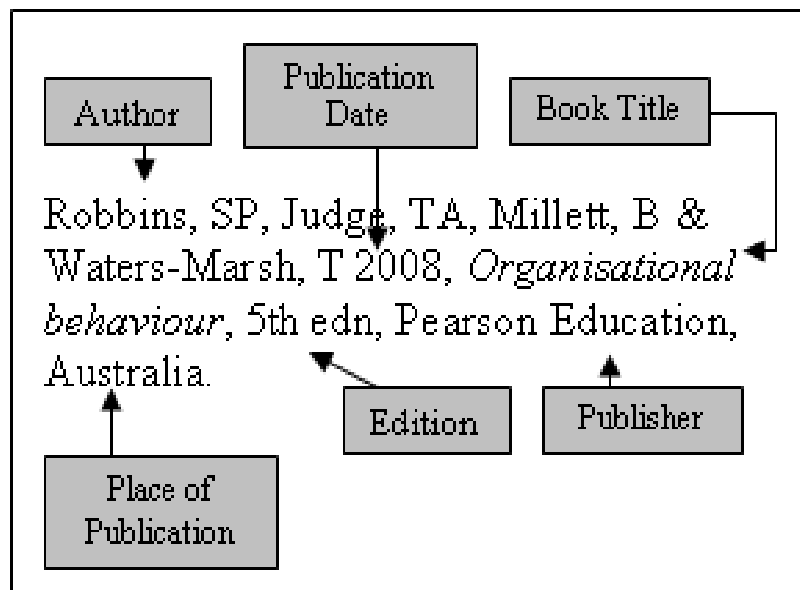 Publication
Date
Author
Book Title
Robbins, SP, Judge, TA, Millett, B &
Waters-Marsh, T 2008, Organisational
behaviour, 5th edn, Pearson Education,
Australia.
Edition
Publisher
Place of
Publication